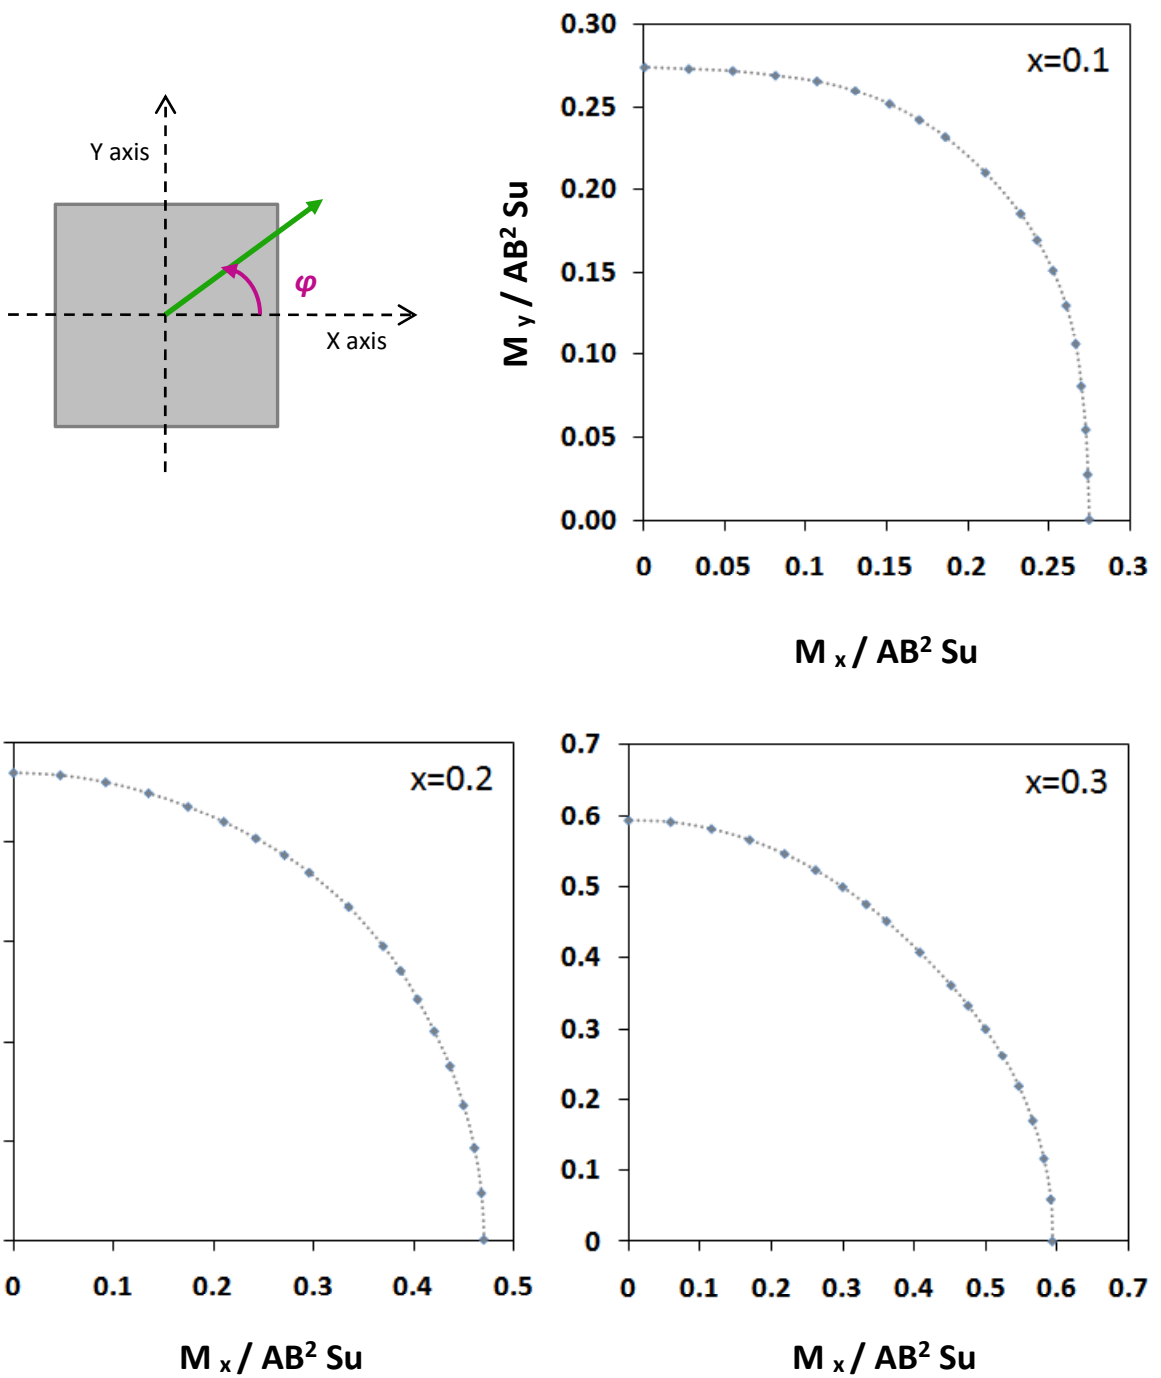 Y axis
φ
X axis
x=0.1
M y / AB² Su
0.30
0.25
0.20
0.15
0.10
0.05
0.00
0 0.05 0.1 0.15 0.2 0.25 0.3
M x / AB² Su
x=0.2
0 0.1 0.2 0.3 0.4 0.5
M x / AB² Su
x=0.3
0.7
0.6
0.5
0.4
0.3
0.2
0.1
0
0 0.1 0.2 0.3 0.4 0.5 0.6 0.7
M x / AB² Su